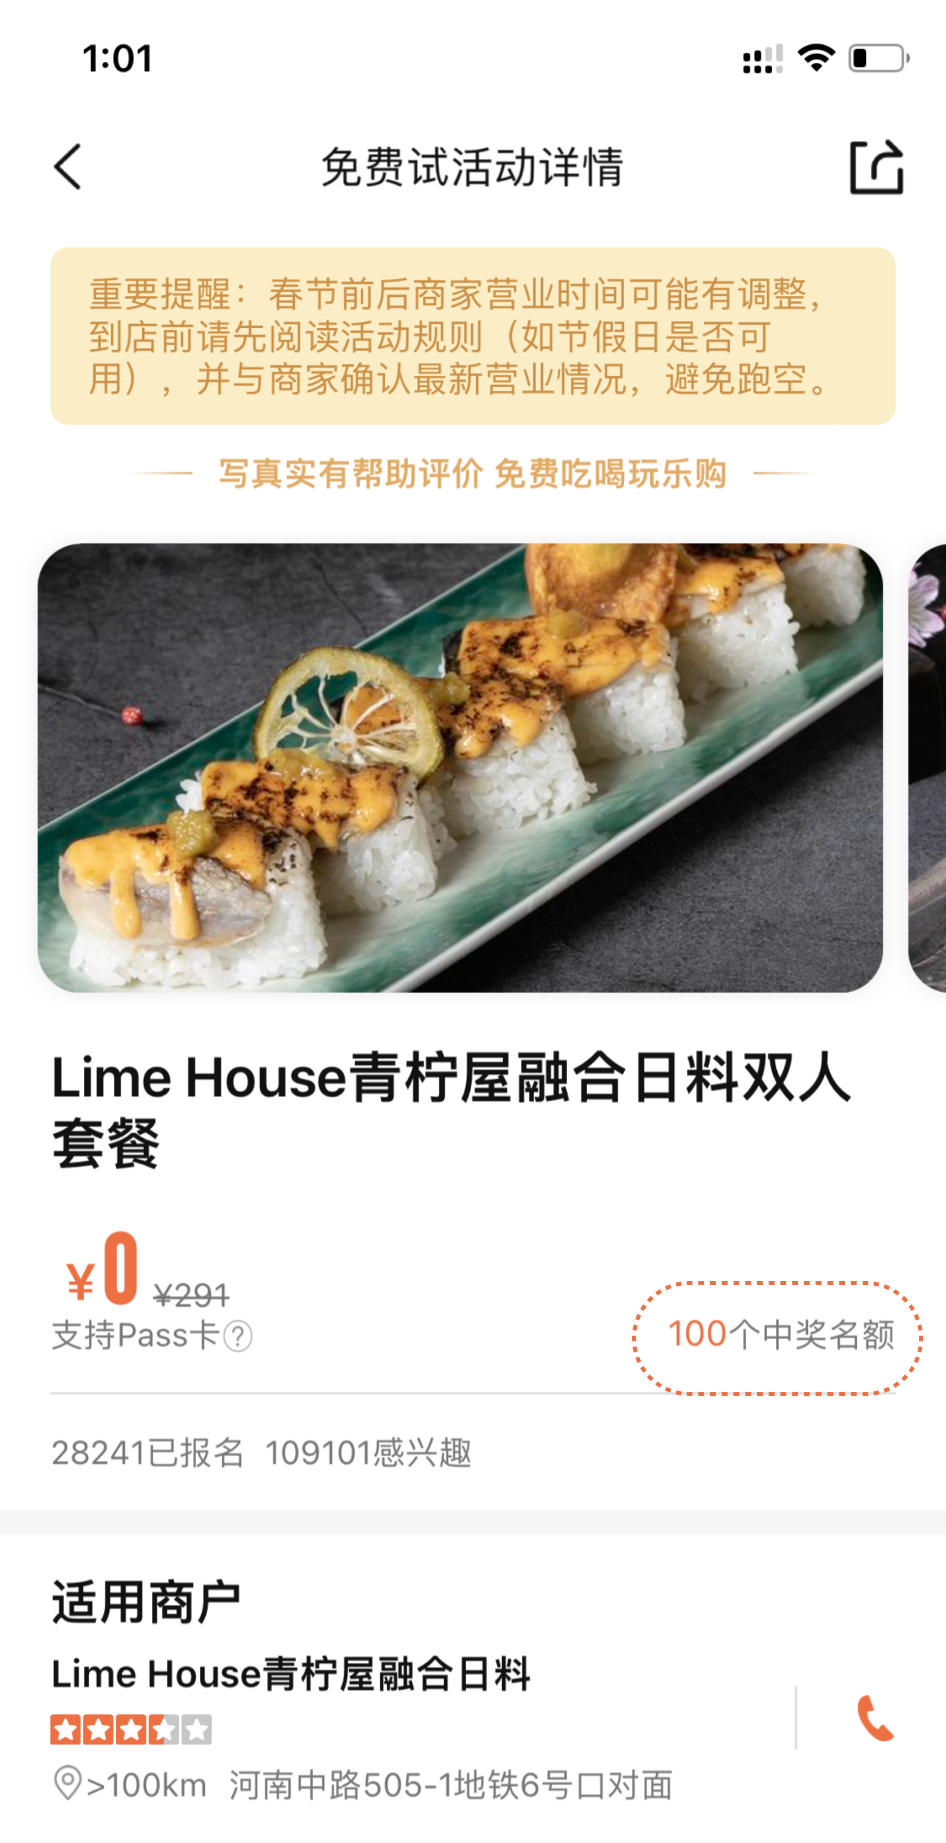 1:01
免费试活动详情
重要提醒：春节前后商家营业时间可能有调整，
到店前请先阅读活动规则（如节假日是否可
用），并与商家确认最新营业情况，避免跑空。
写真实有帮助评价 免费吃喝玩乐购
Lime House青柠屋融合日料双人
套餐
¥0 ¥291
支持Pass卡?
100个中奖名额
28241已报名 109101感兴趣
适用商户
Lime House青柠屋融合日料
>100km 河南中路505-1地铁6号口对面